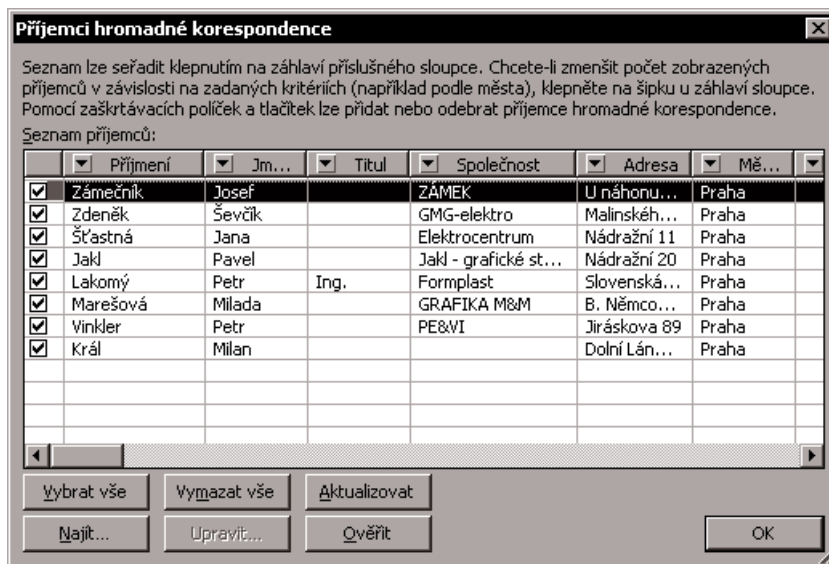 Příjemci hromadné korespondence
Seznam lze seřadit klepnutím na záhlaví příslušného sloupce. Chcete-li zmenšit počet zobrazených
příjemců v závislosti na zadaných kritériích (například podle města), klepněte na šipku u záhlaví sloupce.
Pomocí zaškrtávacích políček a tlačítek lze přidat nebo odebrat příjemce hromadné korespondence.
Seznam příjemců:
Příjmení Jm... Titul Společnost Adresa Mě...
Zámečník Josef ZÁMEK U náhonu... Praha
Zdeněk Ševčík GMG-elektro Malinskéh... Praha
Šťastná Jana Elektrocentrum Nádražní 11 Praha
Jakl Pavel Jakl - grafické st... Nádražní 20 Praha
Lakomý Petr Ing. Formplast Slovenská... Praha
Marešová Milada GRAFIKA M&M B. Němco... Praha
Vinkler Petr PE&VI Jiráskova 89 Praha
Král Milan Dolní Lán... Praha
Vybrat vše Vymazat vše Aktualizovat
Najít... Upravit... Ověřit OK